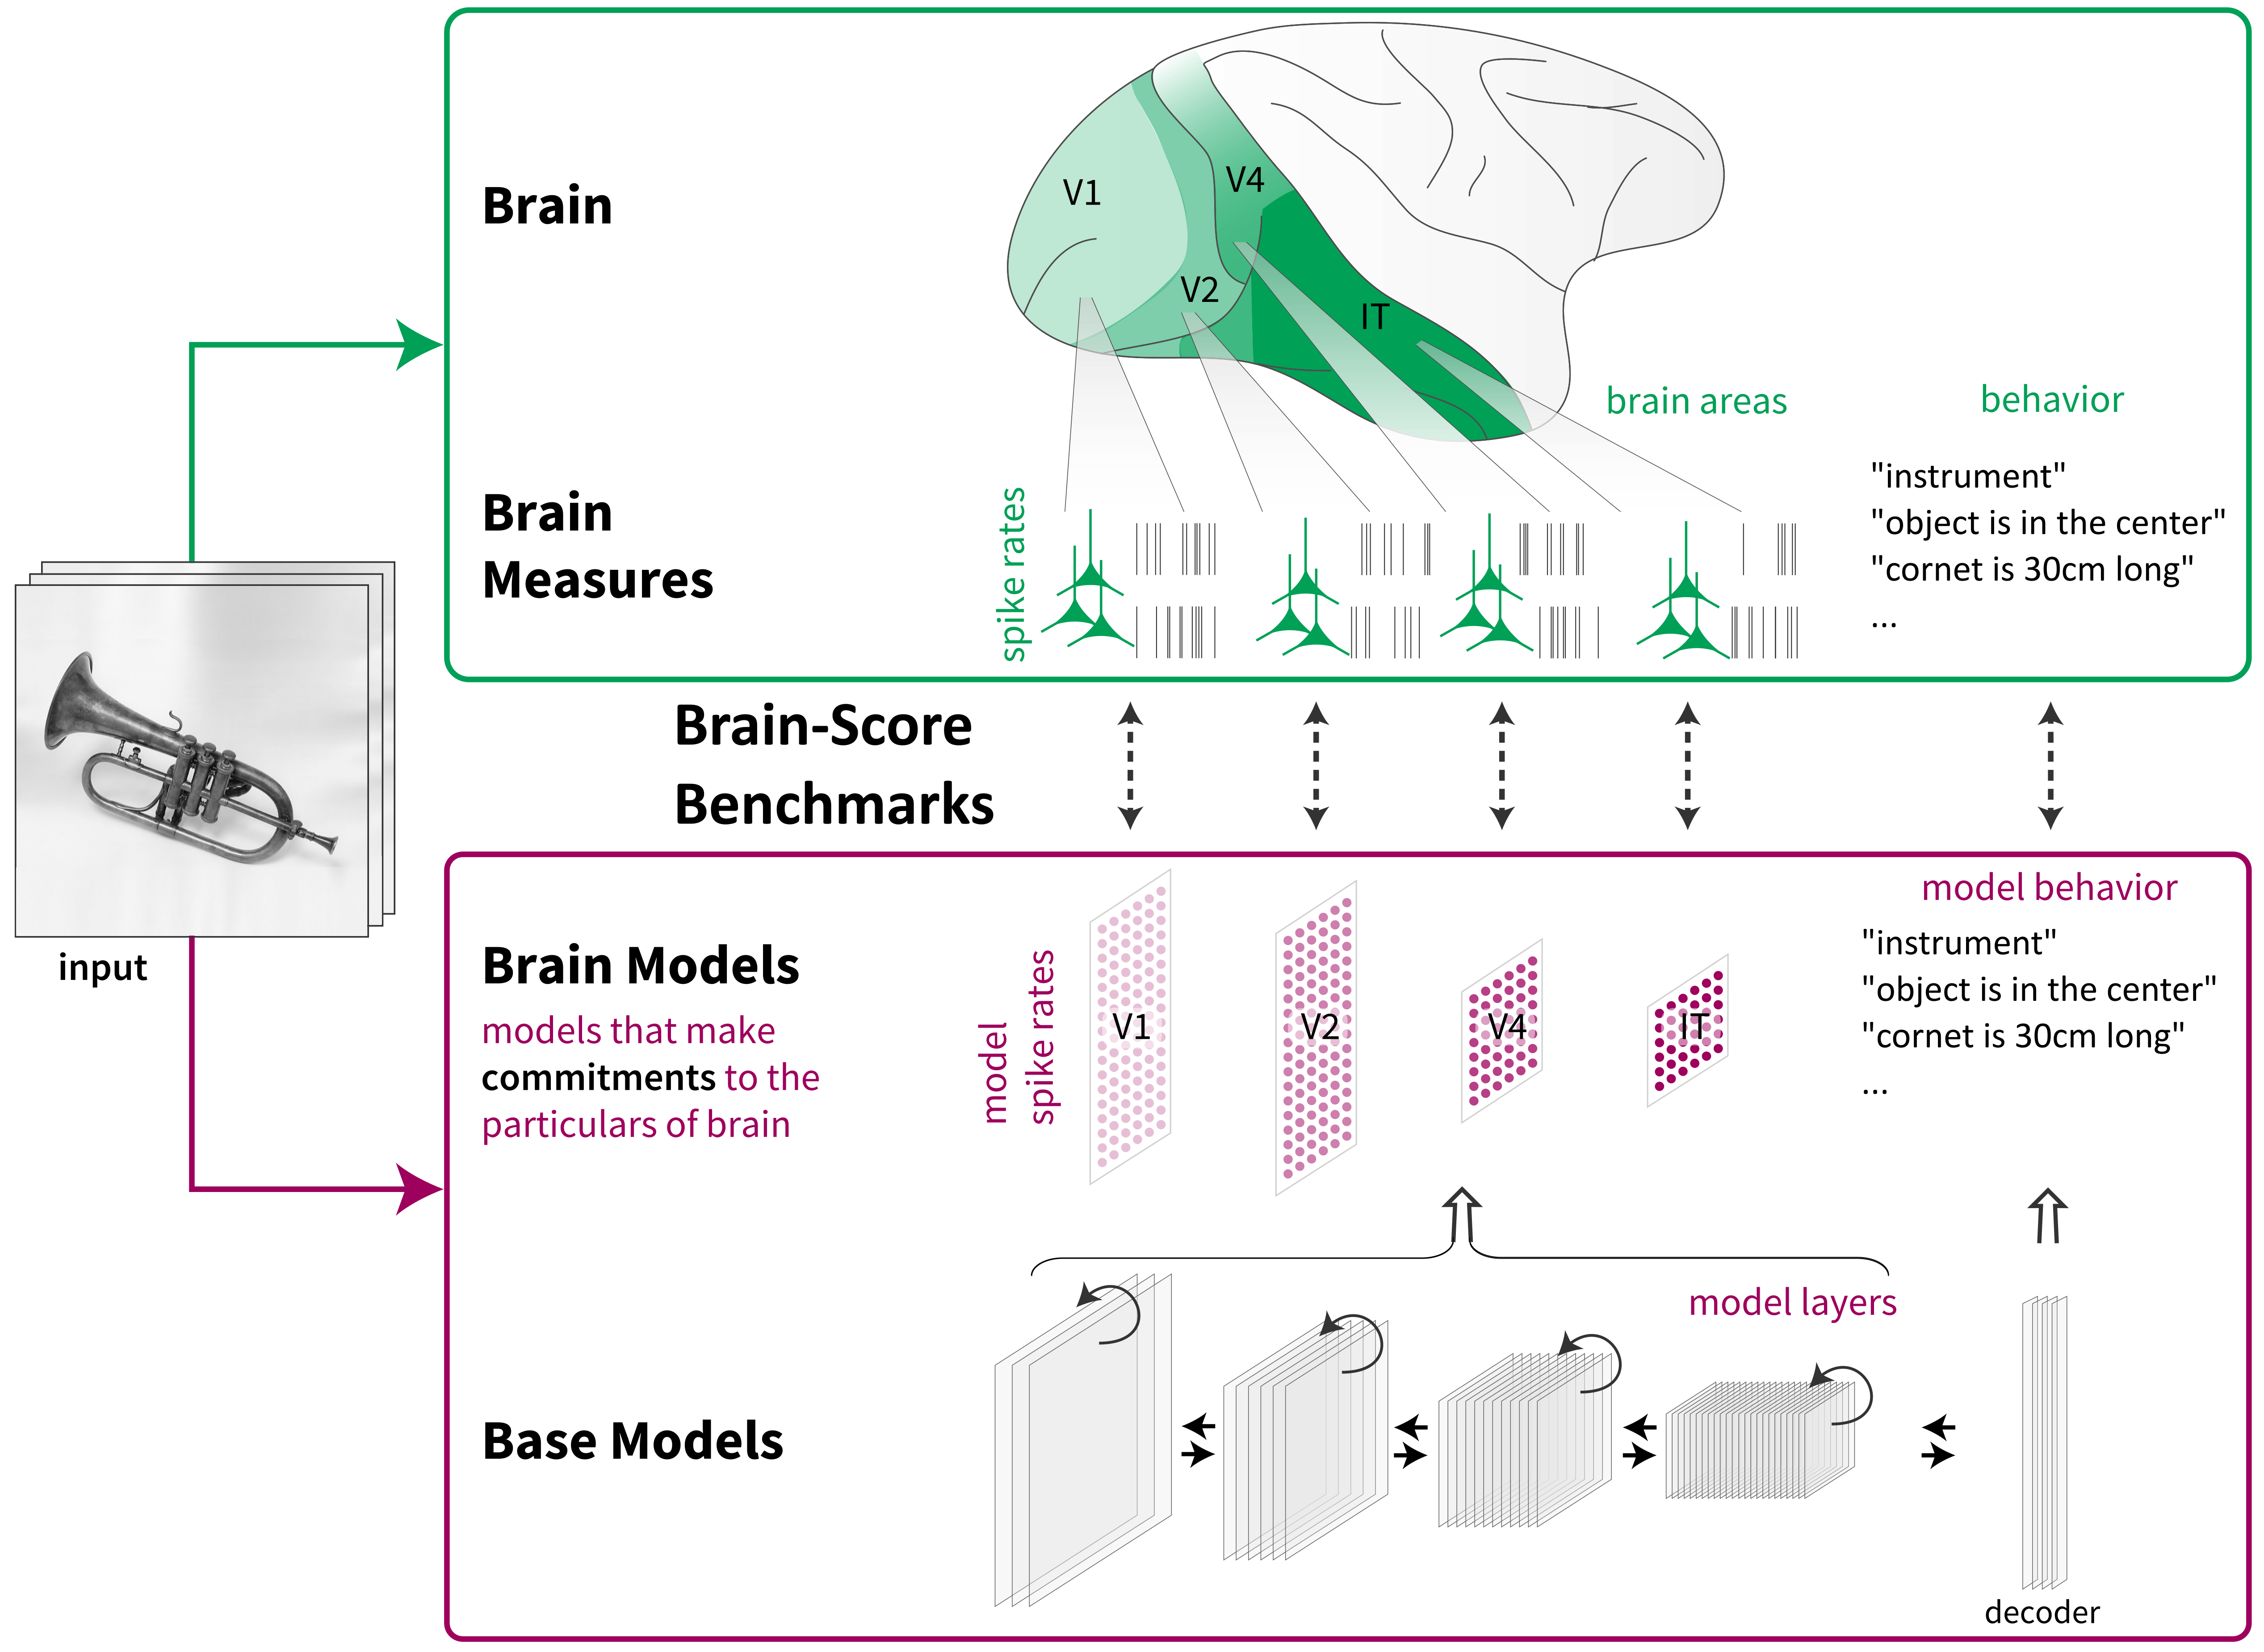 Brain
V1
V4
V2
IT
brain areas
behavior
Brain
Measures
spike rates
"instrument"
"object is in the center"
"cornet is 30cm long"
...
input
Brain-Score
Benchmarks
Brain Models
models that make
commitments to the
particulars of brain
model
spike rates
V1
V2
V4
IT
model behavior
"instrument"
"object is in the center"
"cornet is 30cm long"
...
model layers
Base Models
decoder